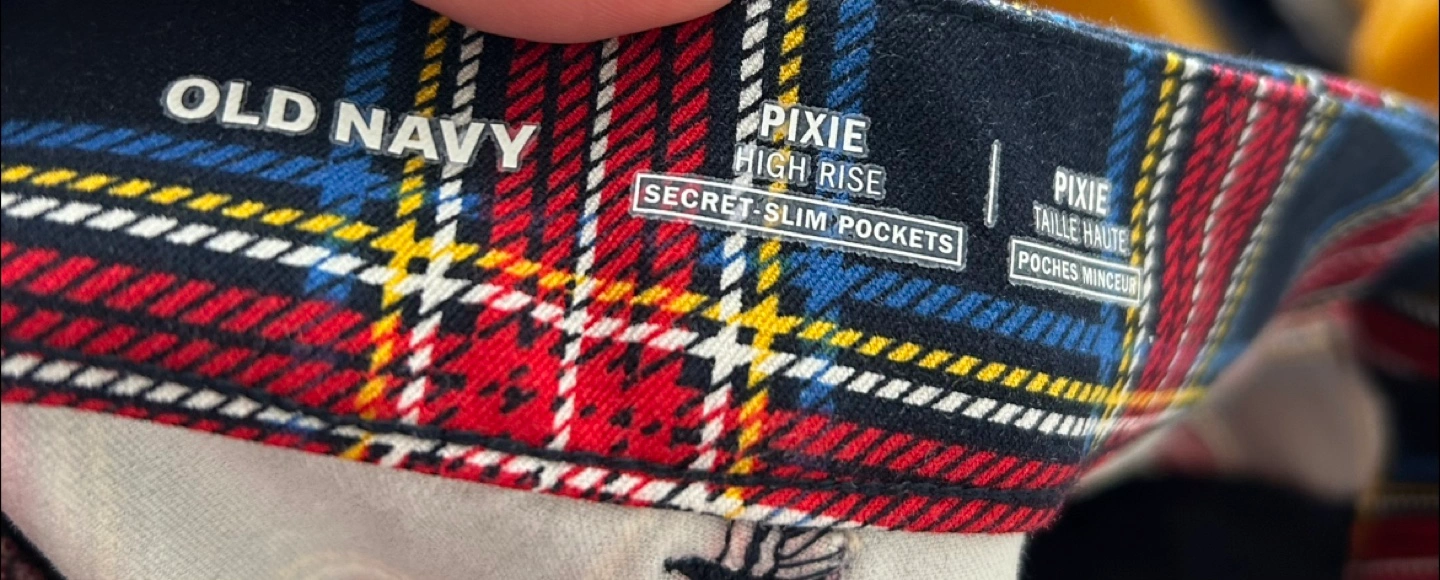 OLD NAVY
PIXIE
HIGH RISE
SECRET-SLIM POCKETS
PIXIE
TAILLE HAUTE
POCHES MINCEUR